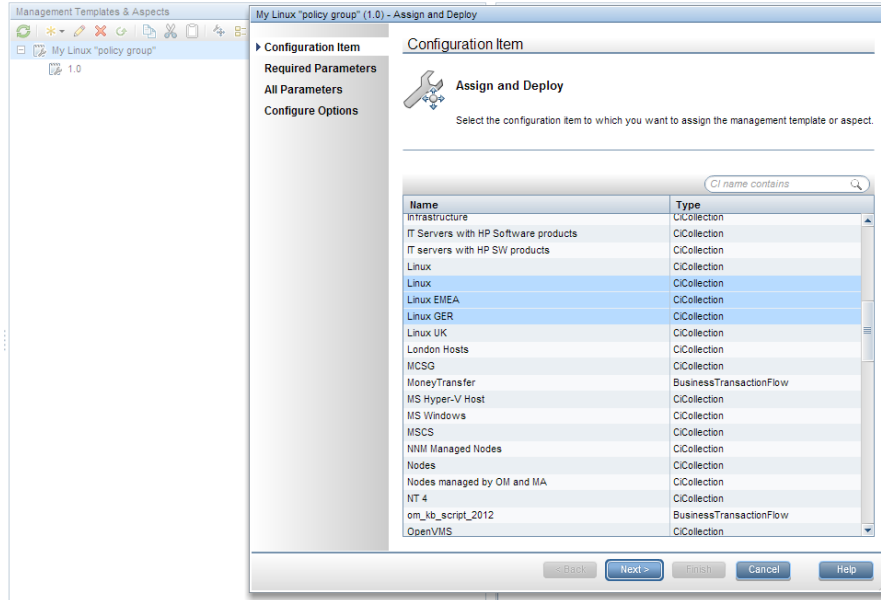 Management Templates & Aspects
My Linux "policy group"
1.0
My Linux "policy group" (1.0) - Assign and Deploy
Configuration Item
Required Parameters
All Parameters
Configure Options
Configuration Item
Assign and Deploy
Select the configuration item to which you want to assign the management template or aspect.
CI name contains
Name Type
Infrastructure CiCollection
IT Servers with HP Software products CiCollection
IT servers with HP SW products CiCollection
Linux CiCollection
Linux CiCollection
Linux EMEA CiCollection
Linux GER CiCollection
Linux UK CiCollection
London Hosts CiCollection
MCSG CiCollection
MoneyTransfer BusinessTransactionFlow
MS Hyper-V Host CiCollection
MS Windows CiCollection
MSCS CiCollection
NNM Managed Nodes CiCollection
Nodes CiCollection
Nodes managed by OM and MA CiCollection
NT 4 CiCollection
om_kb_script_2012 BusinessTransactionFlow
OpenVMS CiCollection
< Back Next > Finish Cancel Help